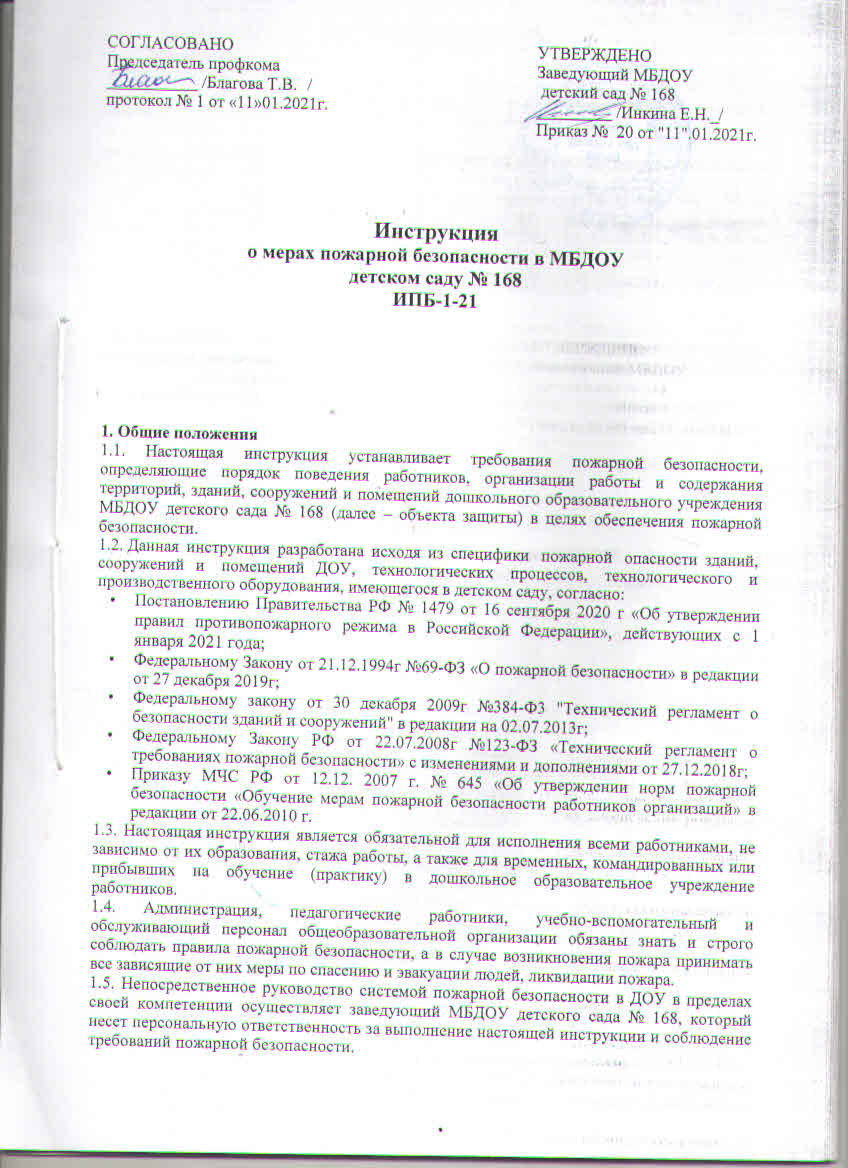 СОГЛАСОВАНО
Председатель профкома
/Благова Т.В. /
протокол № 1 от «11»01.2021г.
УТВЕРЖДЕНО
Заведующий МБДОУ
детский сад № 168
/Инкина Е.Н._/
Приказ № 20 от "11".01.2021г.
Инструкция
о мерах пожарной безопасности в МБДОУ
детском саду № 168
ИПБ-1-21
1. Общие положения
1.1. Настоящая инструкция устанавливает требования пожарной безопасности,
определяющие порядок поведения работников, организации работы и содержания
территорий, зданий, сооружений и помещений дошкольного образовательного учреждения
МБДОУ детского сада № 168 (далее – объекта защиты) в целях обеспечения пожарной
безопасности.
1.2. Данная инструкция разработана исходя из специфики пожарной опасности зданий,
сооружений и помещений ДОУ, технологических процессов, технологического и
производственного оборудования, имеющегося в детском саду, согласно:
• Постановлению Правительства РФ № 1479 от 16 сентября 2020 г «Об утверждении
правил противопожарного режима в Российской Федерации», действующих с 1
января 2021 года;
• Федеральному Закону от 21.12.1994г №69-ФЗ «О пожарной безопасности» в редакции
от 27 декабря 2019г;
• Федеральному закону от 30 декабря 2009г №384-ФЗ "Технический регламент о
безопасности зданий и сооружений" в редакции на 02.07.2013г;
• Федеральному Закону РФ от 22.07.2008г №123-ФЗ «Технический регламент о
требованиях пожарной безопасности» с изменениями и дополнениями от 27.12.2018г;
• Приказу МЧС РФ от 12.12. 2007 г. № 645 «Об утверждении норм пожарной
безопасности «Обучение мерам пожарной безопасности работников организаций» в
редакции от 22.06.2010 г.
1.3. Настоящая инструкция является обязательной для исполнения всеми работниками, не
зависимо от их образования, стажа работы, а также для временных, командированных или
прибывших на обучение (практику) в дошкольное образовательное учреждение
работников.
1.4. Администрация, педагогические работники, учебно-вспомогательный и
обслуживающий персонал общеобразовательной организации обязаны знать и строго
соблюдать правила пожарной безопасности, а в случае возникновения пожара принимать
все зависящие от них меры по спасению и эвакуации людей, ликвидации пожара.
1.5. Непосредственное руководство системой пожарной безопасности в ДОУ в пределах
своей компетенции осуществляет заведующий МБДОУ детского сада № 168, который
несет персональную ответственность за выполнение настоящей инструкции и соблюдение
требований пожарной безопасности.